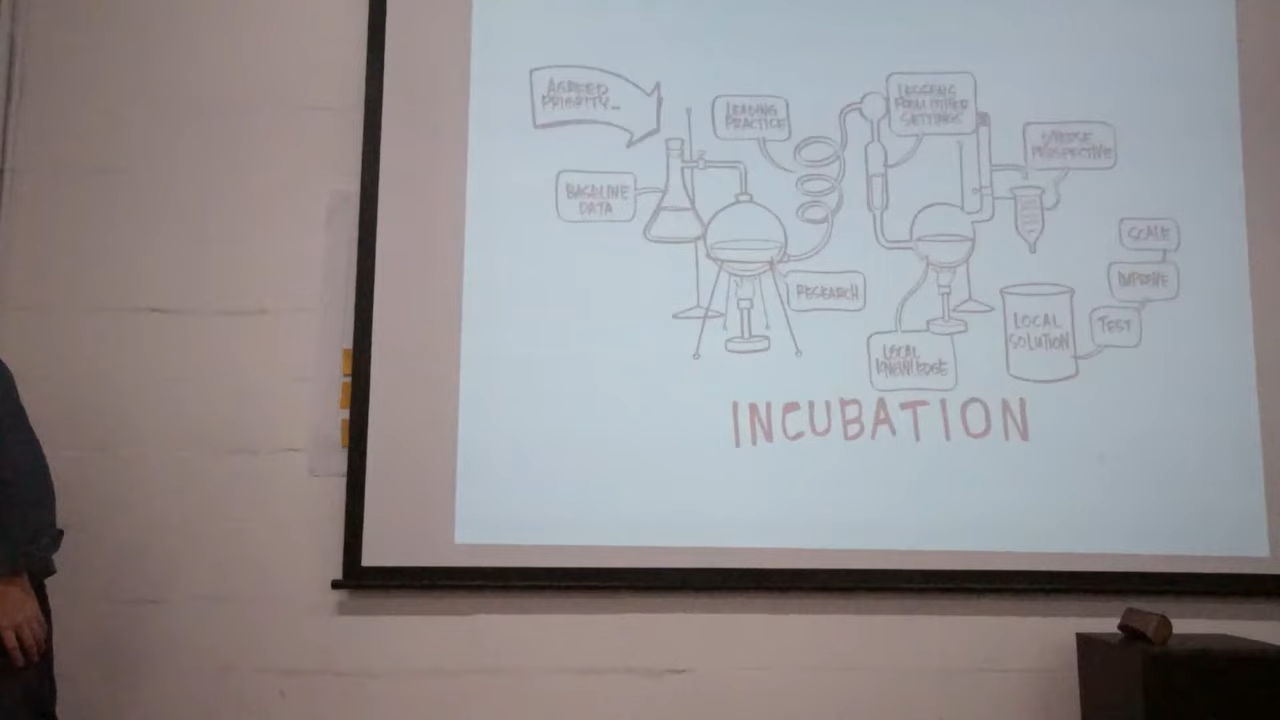 AGREED
PRIORITY...
LEADING
PRACTICE
LESSONS
FROM OTHER
SETTINGS
DIVERSE
PERSPECTIVE
BASELINE
DATA
RESEARCH
LOCAL
KNOWLEDGE
LOCAL
SOLUTION
TEST
IMPROVE
SCALE
INCUBATION